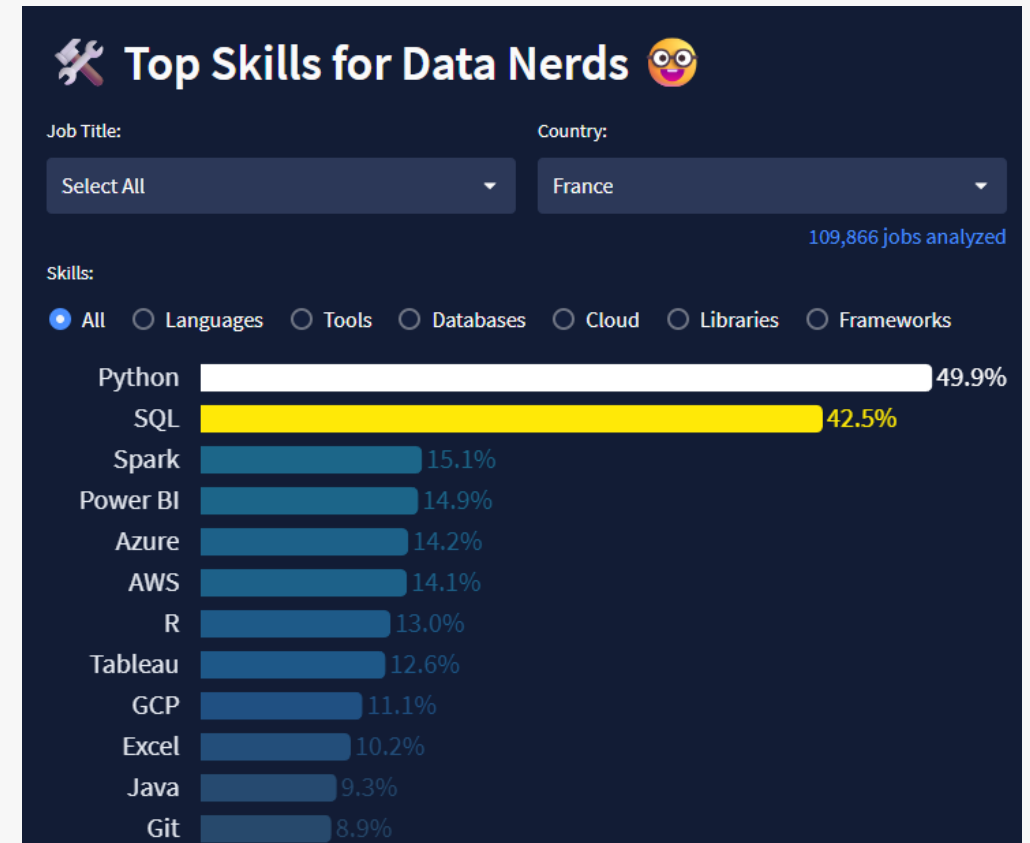 Top Skills for Data Nerds
Job Title:
Country:
Select All
France
109,866 jobs analyzed
Skills:
All Languages Tools Databases Cloud Libraries Frameworks
Python 49.9%
SQL 42.5%
Spark 15.1%
Power BI 14.9%
Azure 14.2%
AWS 14.1%
R 13.0%
Tableau 12.6%
GCP 11.1%
Excel 10.2%
Java 9.3%
Git 8.9%